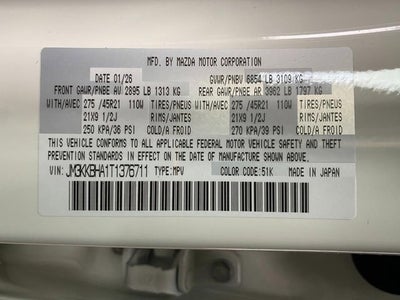 MFD. BY MAZDA MOTOR CORPORATION
DATE 01/26 GVWR/PNBV 6854 LB 3109 KG
FRONT GAWR/PNBE AV 2895 LB 1313 KG REAR GAWR/PNBE AR 3962 LB 1797 KG
WITH/AVEC 275 /45R21 110W TIRES/PNEUS WITH/AVEC 275 /45R21 110W TIRES/PNEUS
21X9 1/2J RIMS/JANTES 21X9 1/2J RIMS/JANTES
250 KPA/36 PSI COLD/A FROID 270 KPA/39 PSI COLD/A FROID
THIS VEHICLE CONFORMS TO ALL APPLICABLE FEDERAL MOTOR VEHICLE SAFETY AND THEFT
PREVENTION STANDARDS IN EFFECT ON THE DATE OF MANUFACTURE SHOWN ABOVE.
VIN: JM3KKBHA1T1376711 TYPE:MPV COLOR CODE:51K MADE IN JAPAN